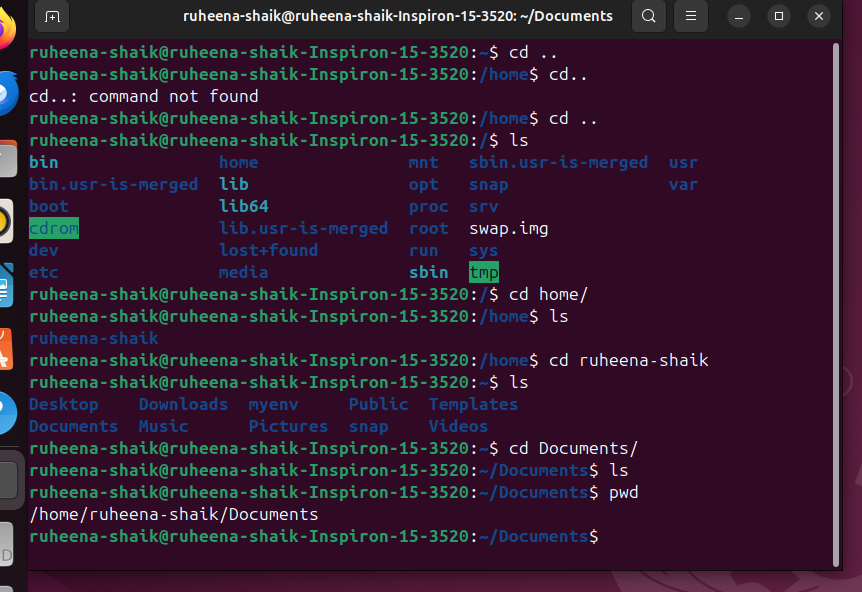 ruheena-shaik@ruheena-shaik-Inspiron-15-3520: ~/Documents
ruheena-shaik@ruheena-shaik-Inspiron-15-3520:~$ cd ..
ruheena-shaik@ruheena-shaik-Inspiron-15-3520:/home$ cd..
cd..: command not found
ruheena-shaik@ruheena-shaik-Inspiron-15-3520:/home$ cd ..
ruheena-shaik@ruheena-shaik-Inspiron-15-3520:/$ ls
bin home mnt sbin.usr-is-merged usr
bin.usr-is-merged lib opt snap var
boot lib64 proc srv
cdrom lib.usr-is-merged root swap.img
dev lost+found run sys
etc media sbin tmp
ruheena-shaik@ruheena-shaik-Inspiron-15-3520:/$ cd home/
ruheena-shaik@ruheena-shaik-Inspiron-15-3520:/home$ ls
ruheena-shaik
ruheena-shaik@ruheena-shaik-Inspiron-15-3520:/home$ cd ruheena-shaik
ruheena-shaik@ruheena-shaik-Inspiron-15-3520:~$ ls
Desktop Downloads myenv Public Templates
Documents Music Pictures snap Videos
ruheena-shaik@ruheena-shaik-Inspiron-15-3520:~$ cd Documents/
ruheena-shaik@ruheena-shaik-Inspiron-15-3520:~/Documents$ ls
ruheena-shaik@ruheena-shaik-Inspiron-15-3520:~/Documents$ pwd
/home/ruheena-shaik/Documents
ruheena-shaik@ruheena-shaik-Inspiron-15-3520:~/Documents$